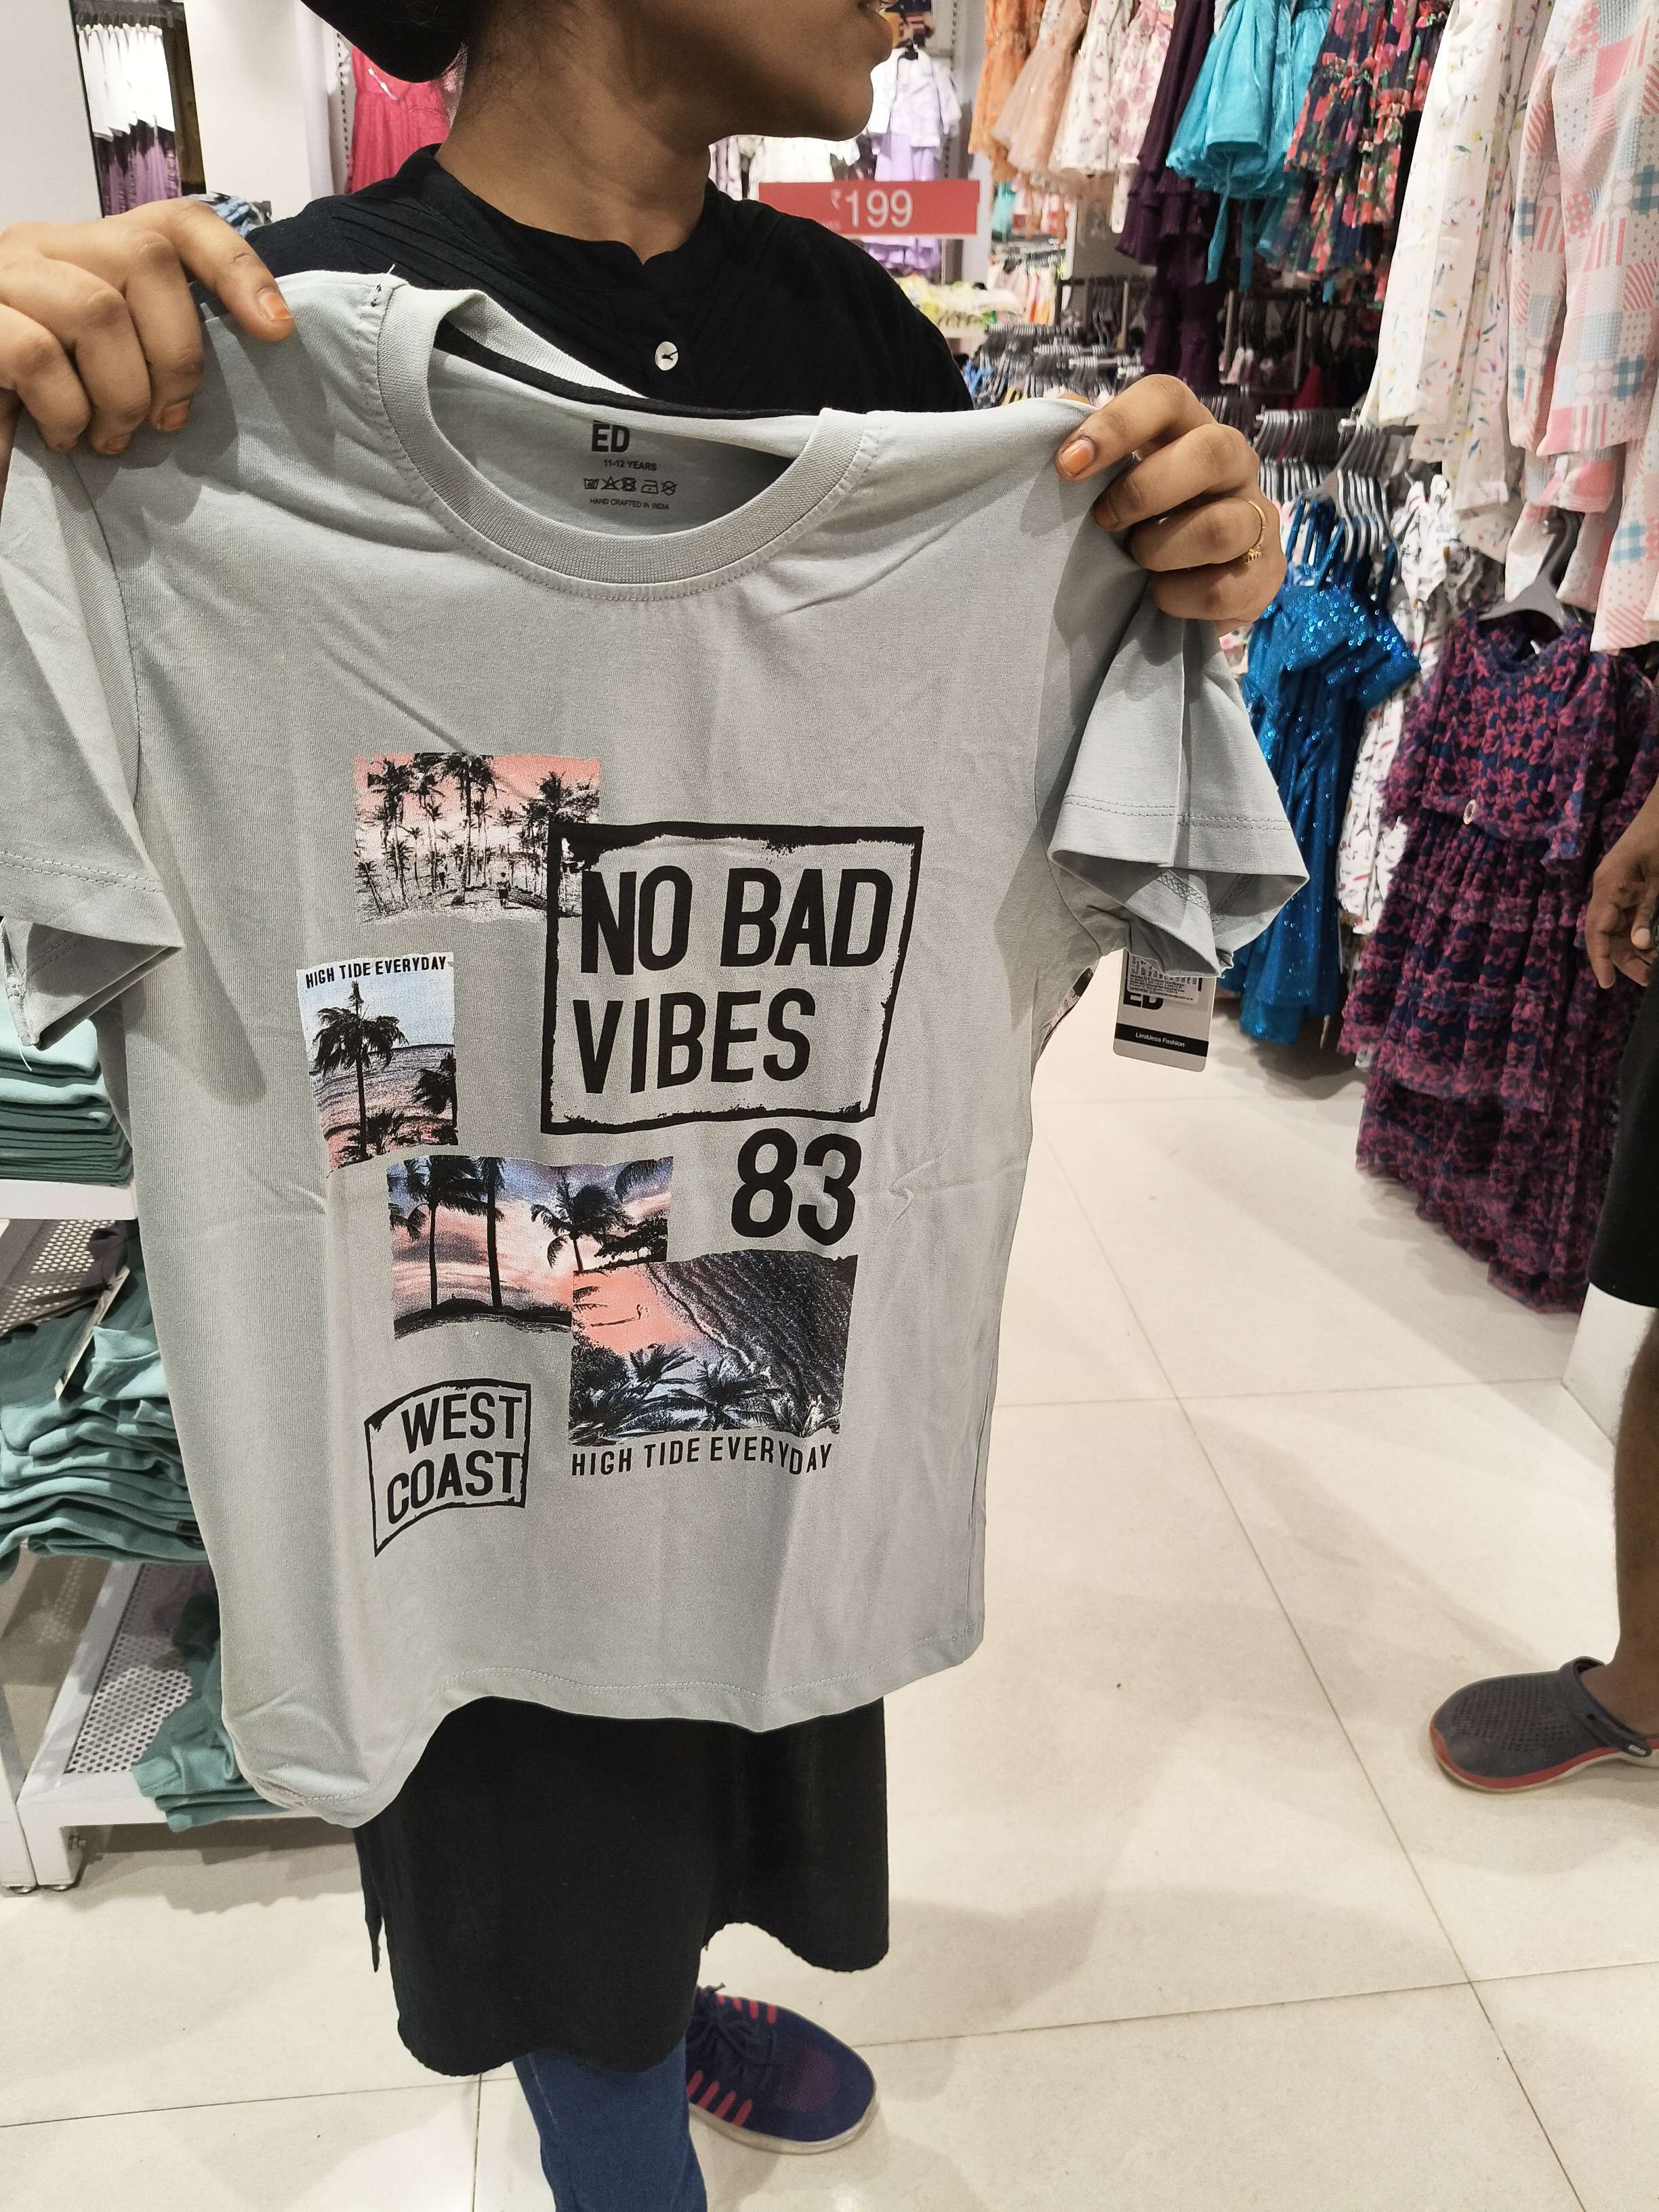 ₹199
ED
11-12 YEARS
HAND CRAFTED IN INDIA
NO BAD
VIBES
HIGH TIDE EVERYDAY
83
WEST
COAST
HIGH TIDE EVERYDAY
ED
Limitless Fashion